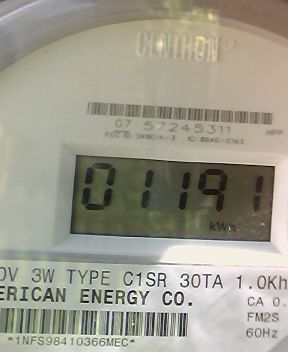 CENTRON®
07 57245311
01191
kWh
0V 3W TYPE C1SR 30TA 1.0Kh
ERICAN ENERGY CO.
CA 0.
FM2S
60Hz
*1NFS98410366MEC*